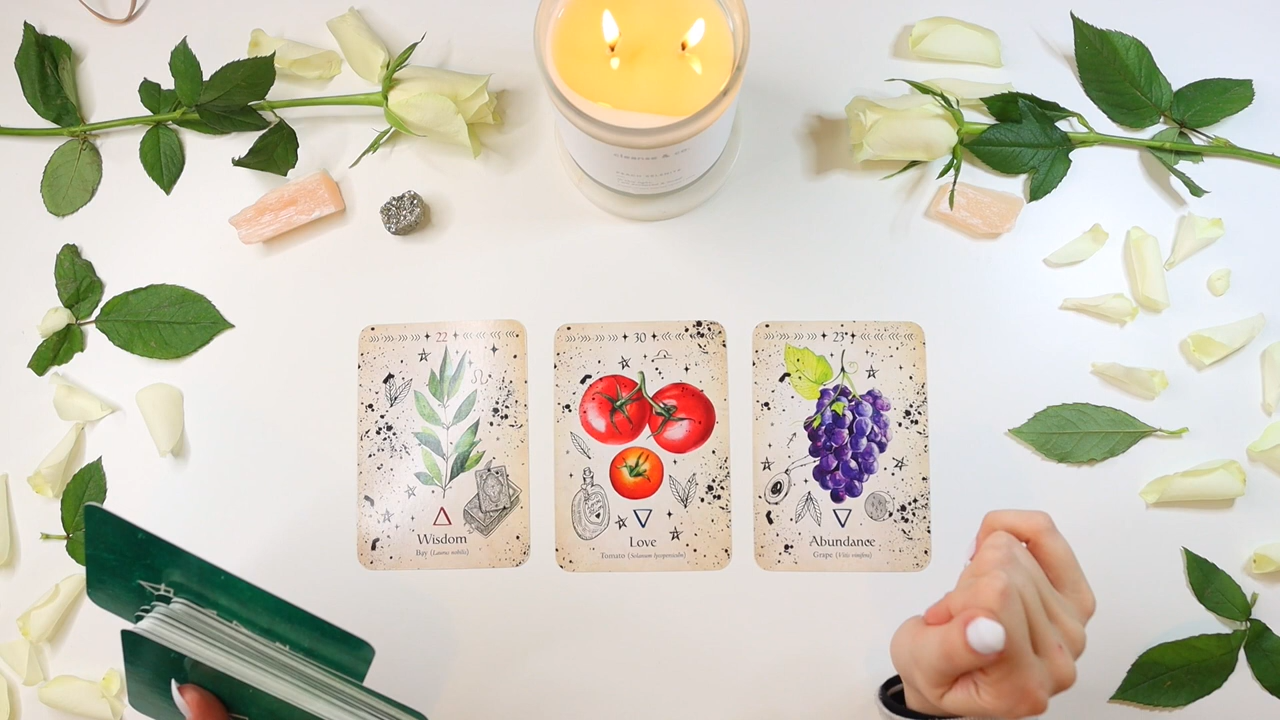 cleanse & co.
22
Wisdom
Bay (Laurus nobilis)
30
Love
Tomato (Solanum lycopersicum)
23
Abundance
Grape (Vitis vinifera)